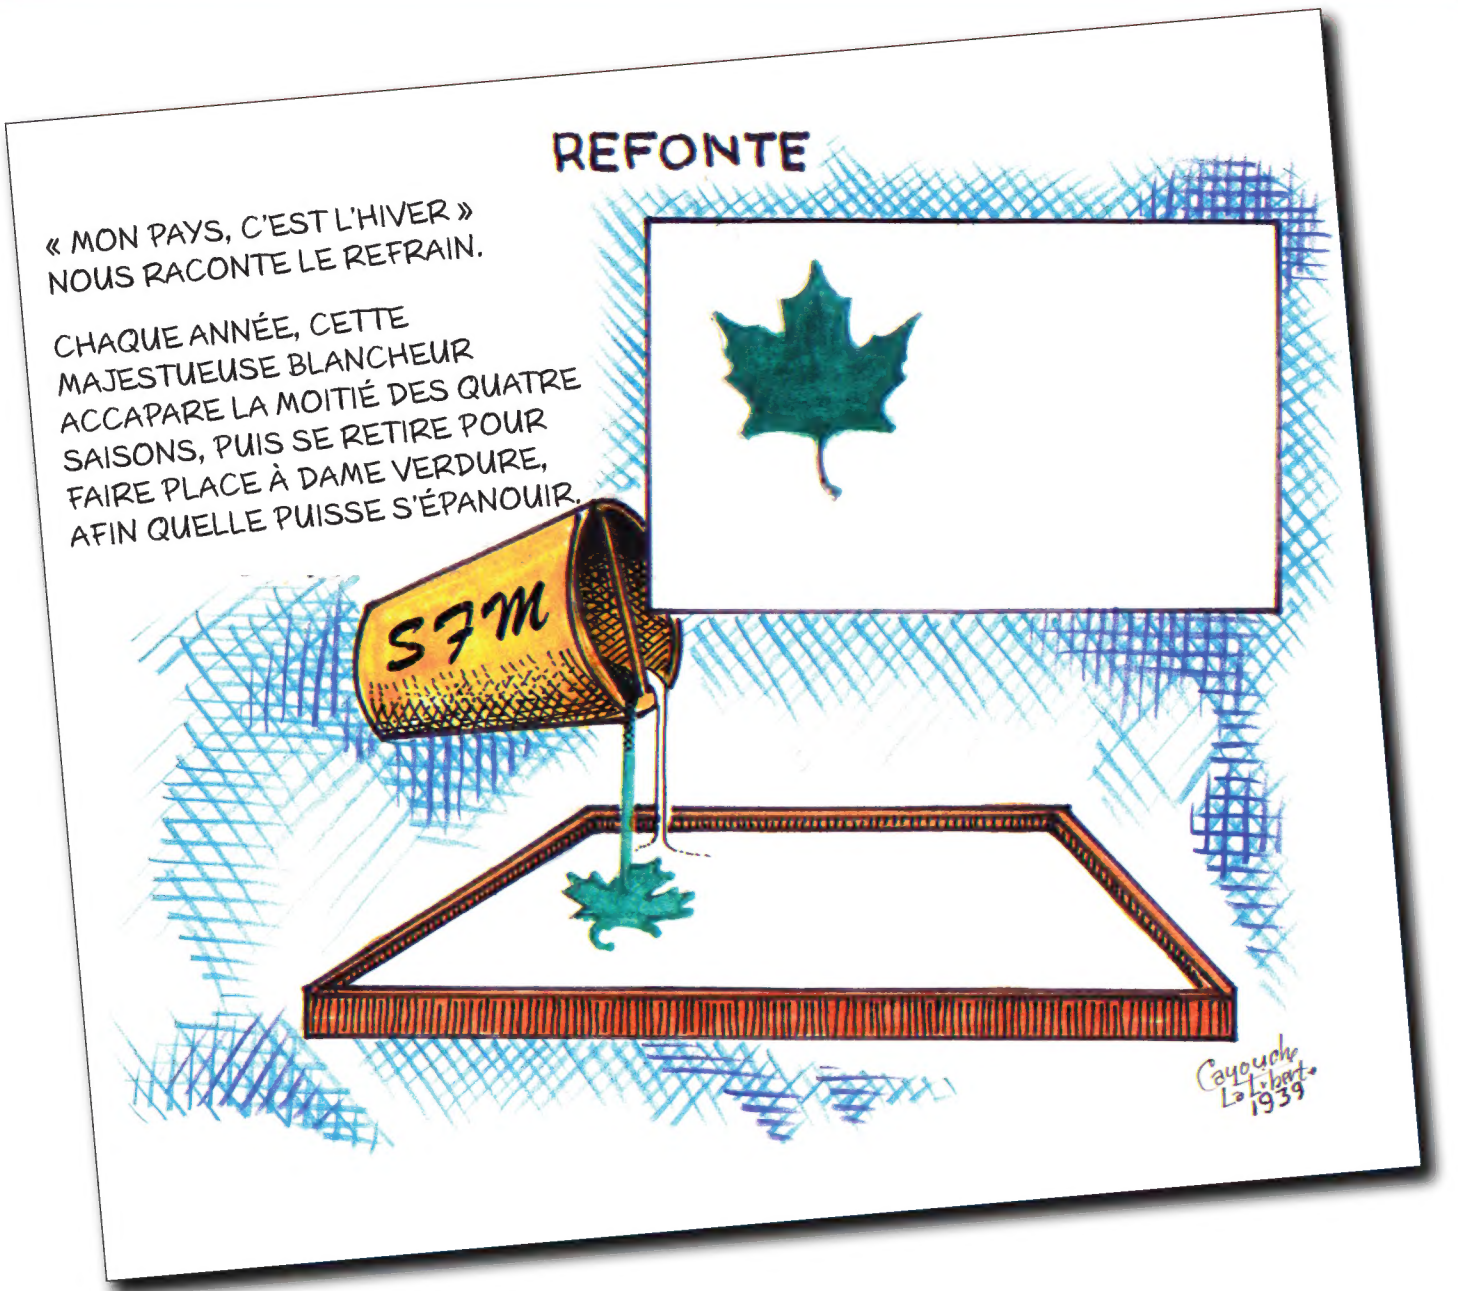 REFONTE
« MON PAYS, C'EST L'HIVER »
NOUS RACONTE LE REFRAIN.
CHAQUE ANNÉE, CETTE
MAJESTUEUSE BLANCHEUR
ACCAPARE LA MOITIÉ DES QUATRE
SAISONS, PUIS SE RETIRE POUR
FAIRE PLACE À DAME VERDURE,
AFIN QUELLE PUISSE S'ÉPANOUIR.
SFM
Cayouche
La Liberté
1939